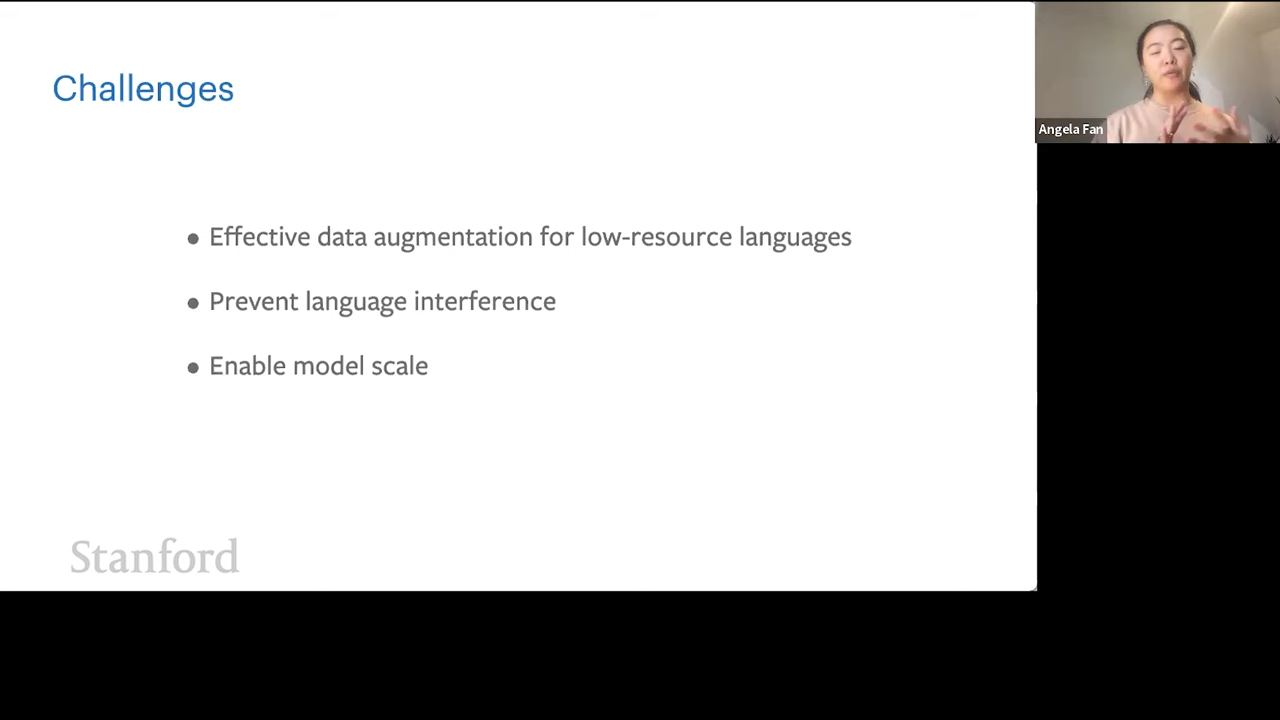 Challenges
● Effective data augmentation for low-resource languages
● Prevent language interference
● Enable model scale
Stanford
Angela Fan